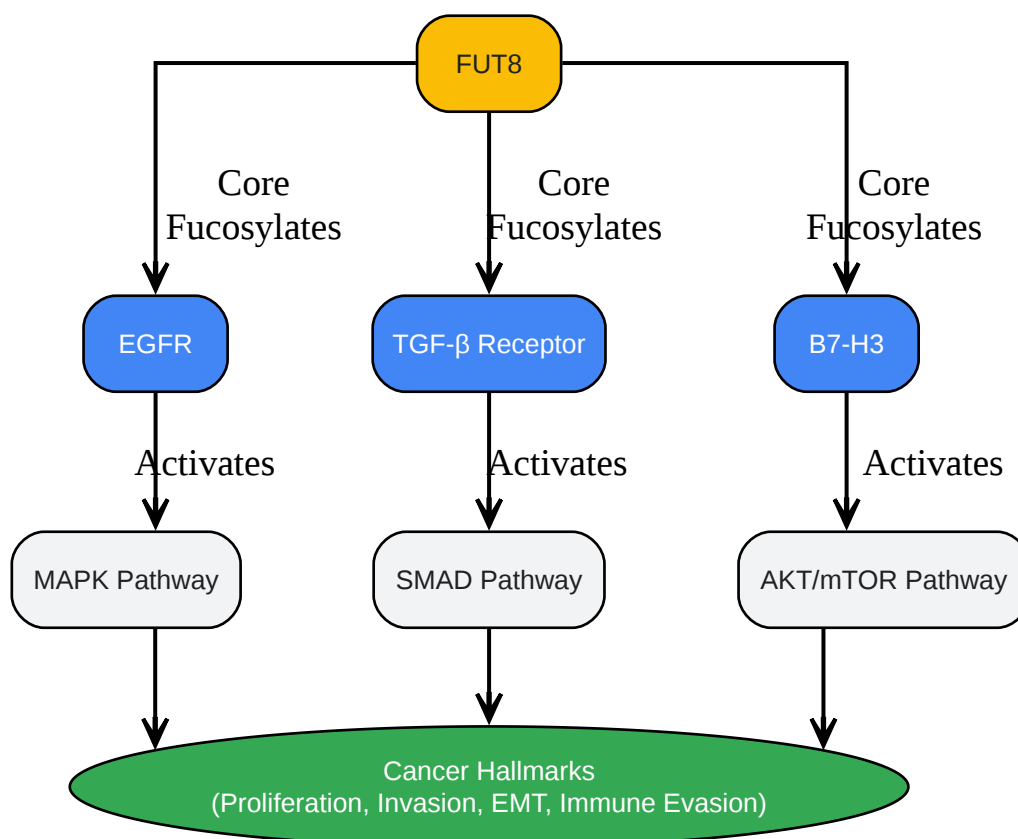 FUT8
Core
Fucosylates
Core
Fucosylates
Core
Fucosylates
EGFR
TGF-β Receptor
B7-H3
Activates
Activates
Activates
MAPK Pathway
SMAD Pathway
AKT/mTOR Pathway
Cancer Hallmarks
(Proliferation, Invasion, EMT, Immune Evasion)